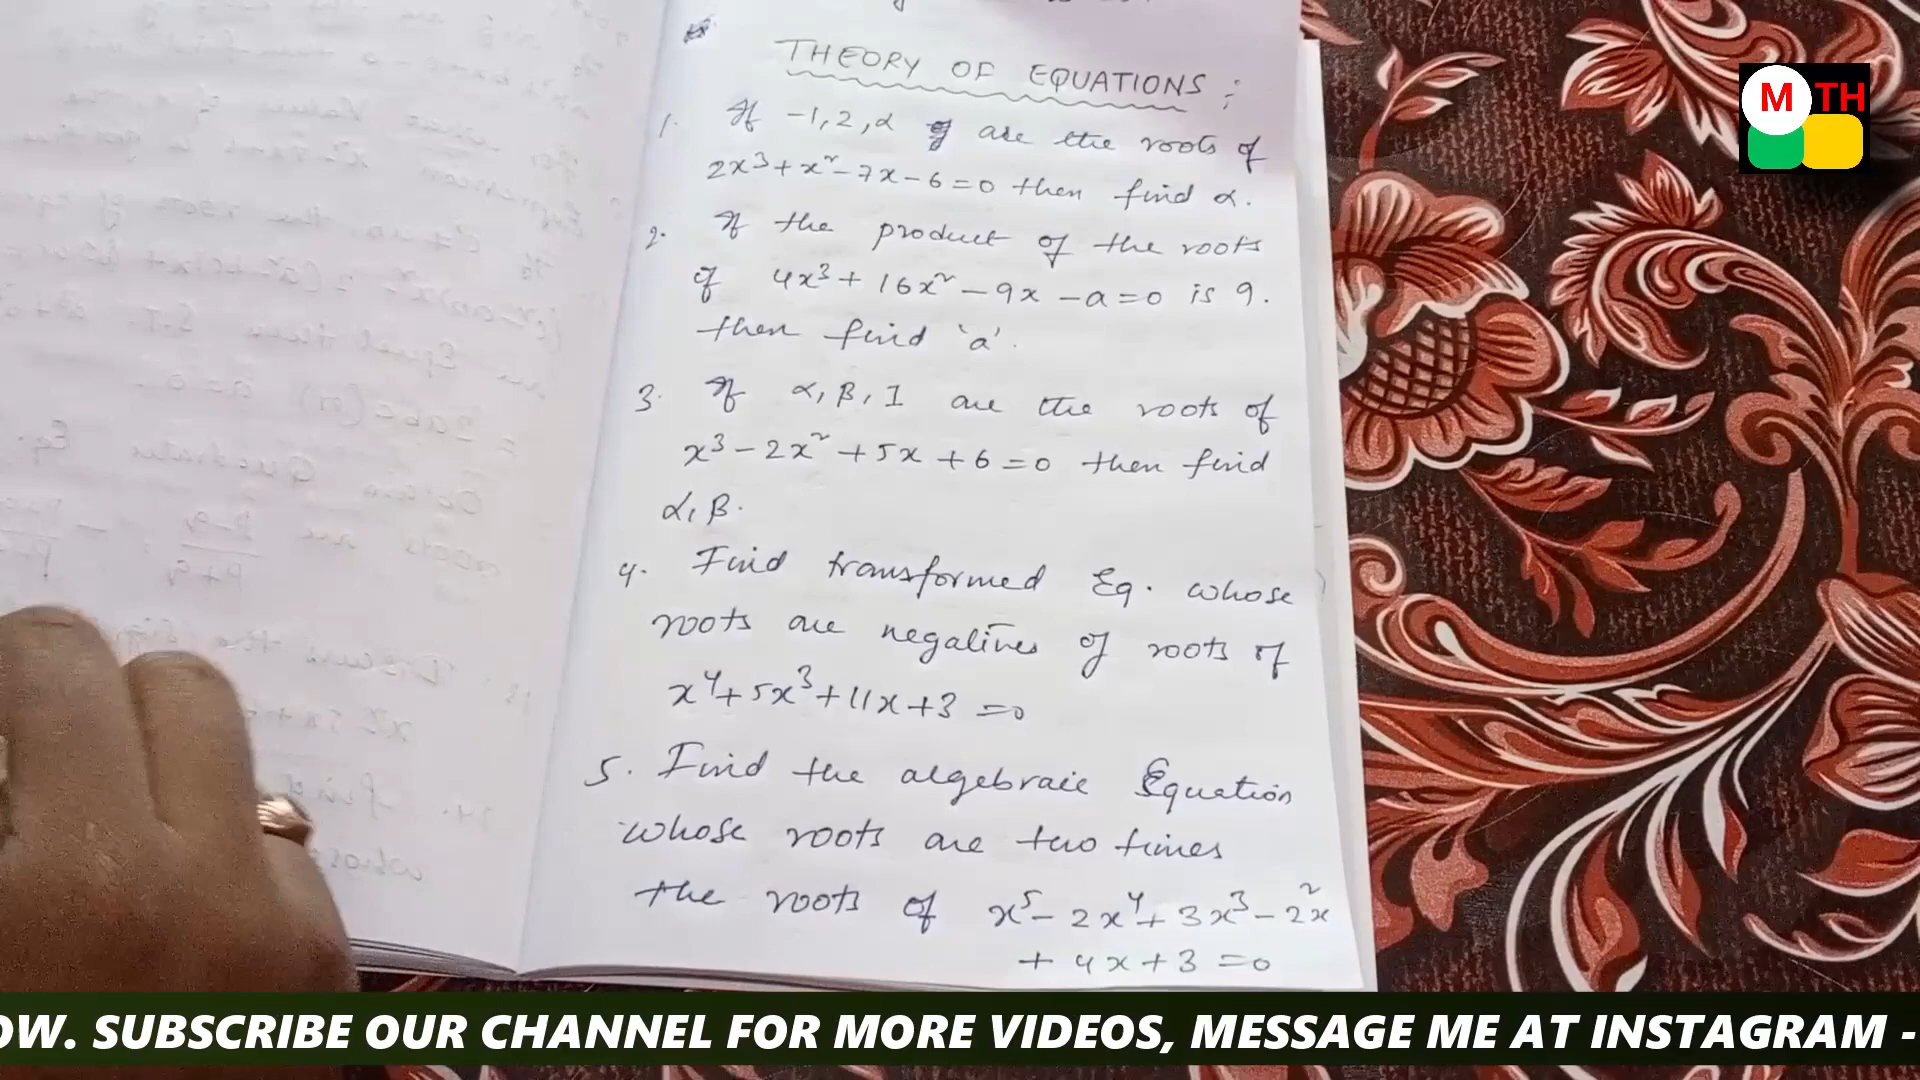 THEORY OF EQUATIONS :
1. If -1, 2, α are the roots of
2x³ + x² - 7x - 6 = 0 then find α.
2. If the product of the roots
of 4x³ + 16x² - 9x - a = 0 is 9.
then find 'a'.
3. If α, β, 1 are the roots of
x³ - 2x² + 5x + 6 = 0 then find
α, β.
4. Find transformed Eq. whose
roots are negatives of roots of
x⁴ + 5x³ + 11x + 3 = 0
5. Find the algebraic Equation
whose roots are two times
the roots of x⁵ - 2x⁴ + 3x³ - 2x²
+ 4x + 3 = 0
M TH
OW. SUBSCRIBE OUR CHANNEL FOR MORE VIDEOS, MESSAGE ME AT INSTAGRAM -